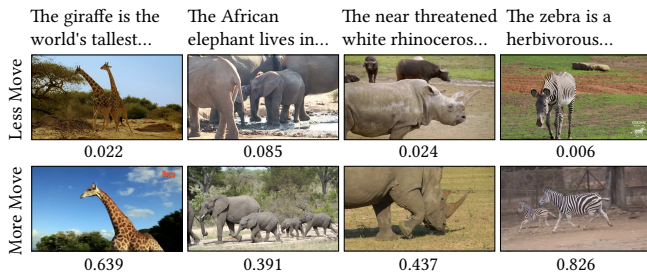 The giraffe is the
world's tallest...
The African
elephant lives in...
The near threatened
white rhinoceros...
The zebra is a
herbivorous...
Less Move
0.022
0.085
0.024
0.006
More Move
0.639
0.391
0.437
0.826